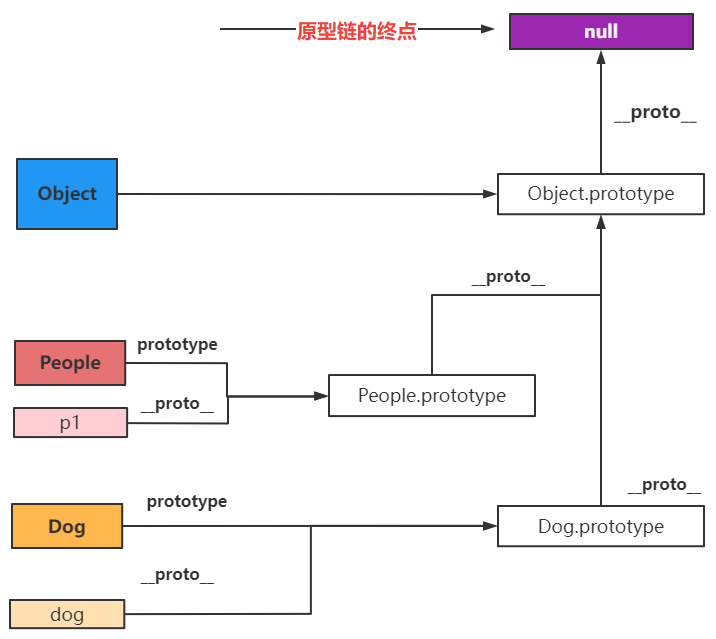 原型链的终点
null
__proto__
Object
Object.prototype
__proto__
prototype
People
People.prototype
__proto__
p1
__proto__
prototype
Dog
Dog.prototype
__proto__
dog